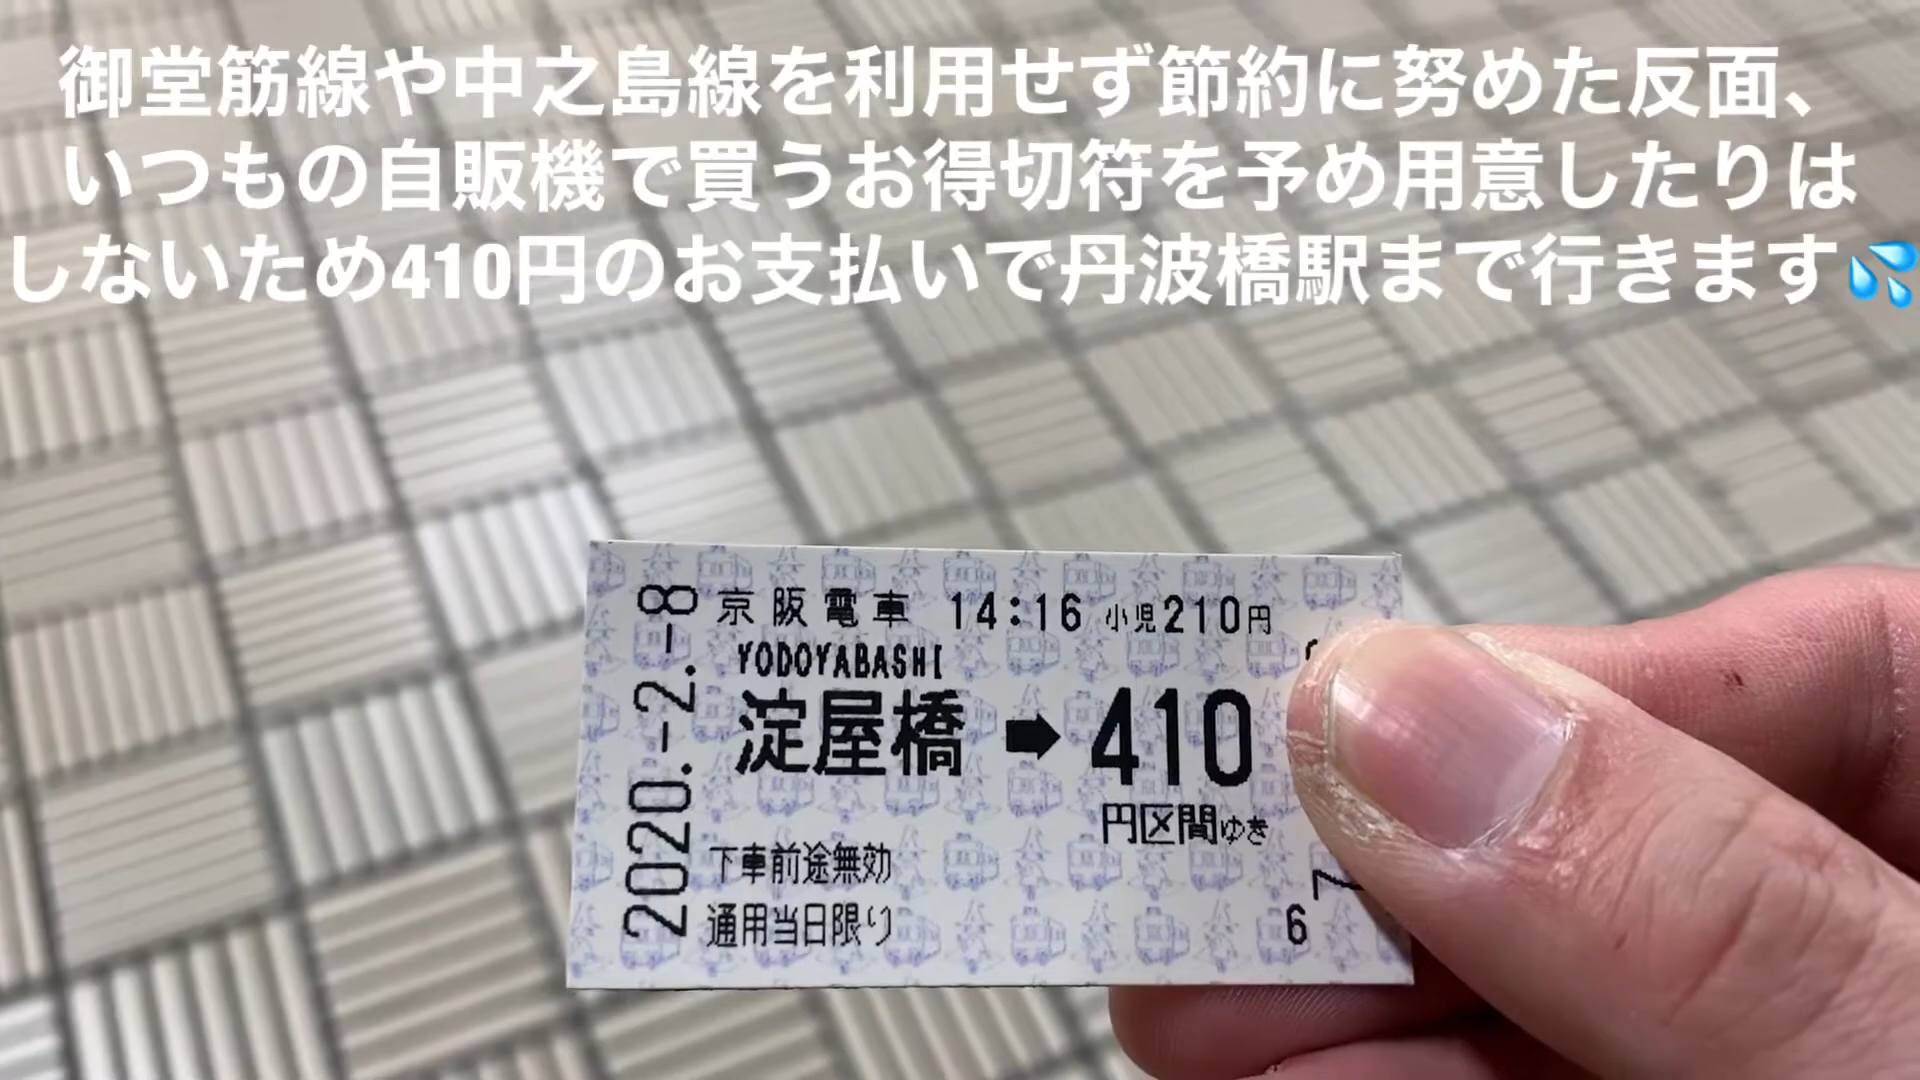 御堂筋線や中之島線を利用せず節約に努めた反面、
いつもの自販機で買うお得切符を予め用意したりは
しないため410円のお支払いで丹波橋駅まで行きます💦
2020.-2.-8
京阪電車 14:16 小児210円
YODOYABASHI
淀屋橋➡410
円区間ゆき
下車前途無効
通用当日限り
6
7